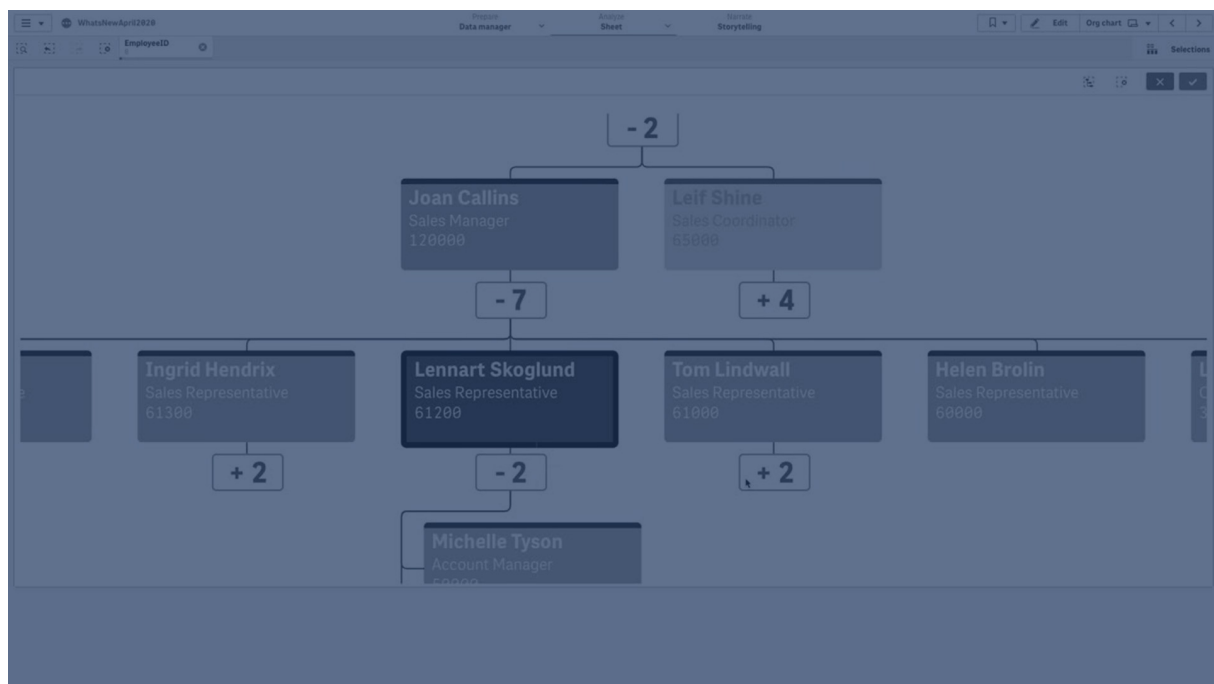 WhatsNewApril2020
Prepare
Data manager
Analyze
Sheet
Narrate
Storytelling
Edit
Org chart
EmployeeID
Selections
- 2
Joan Callins
Sales Manager
120000
Leif Shine
Sales Coordinator
65000
- 7
+ 4
Ingrid Hendrix
Sales Representative
61300
Lennart Skoglund
Sales Representative
61200
Tom Lindwall
Sales Representative
61000
Helen Brolin
Sales Representative
60000
+ 2
- 2
+ 2
Michelle Tyson
Account Manager